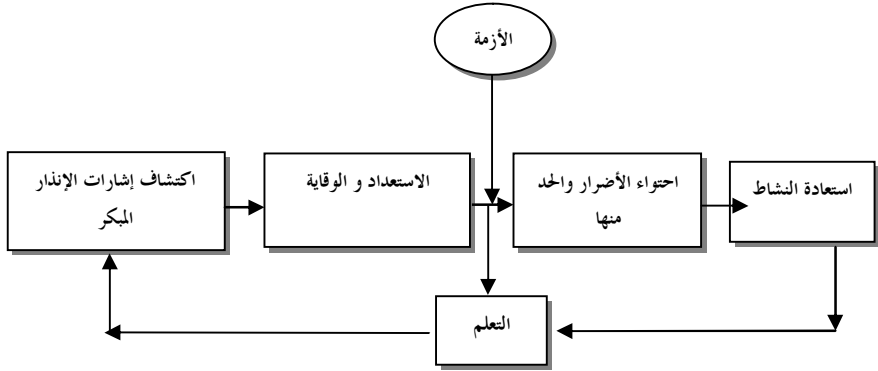 الأزمة
اكتشاف إشارات الإنذار
المبكر
الاستعداد و الوقاية
احتواء الأضرار والحد
منها
استعادة النشاط
التعلم